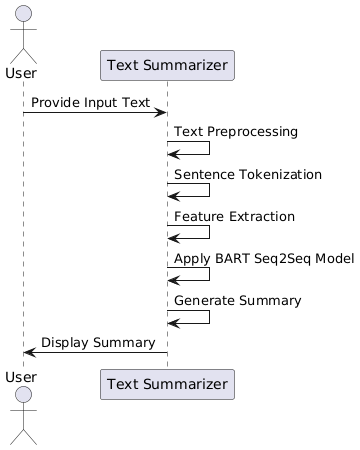 User
Text Summarizer
Provide Input Text
Text Preprocessing
Sentence Tokenization
Feature Extraction
Apply BART Seq2Seq Model
Generate Summary
Display Summary
User
Text Summarizer